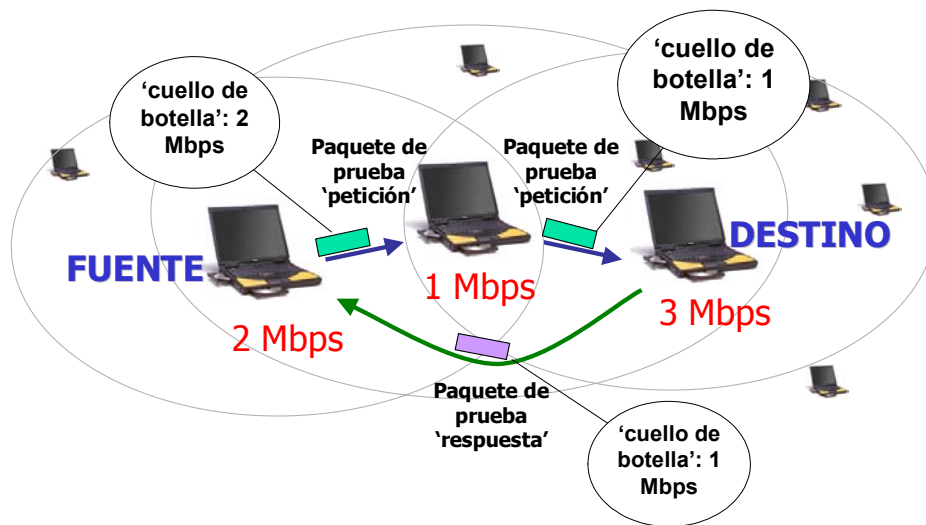 ‘cuello de
botella’: 2
Mbps
‘cuello de
botella’: 1
Mbps
Paquete de
prueba
‘petición’
Paquete de
prueba
‘petición’
FUENTE
DESTINO
1 Mbps
2 Mbps
3 Mbps
Paquete de
prueba
‘respuesta’
‘cuello de
botella’: 1
Mbps